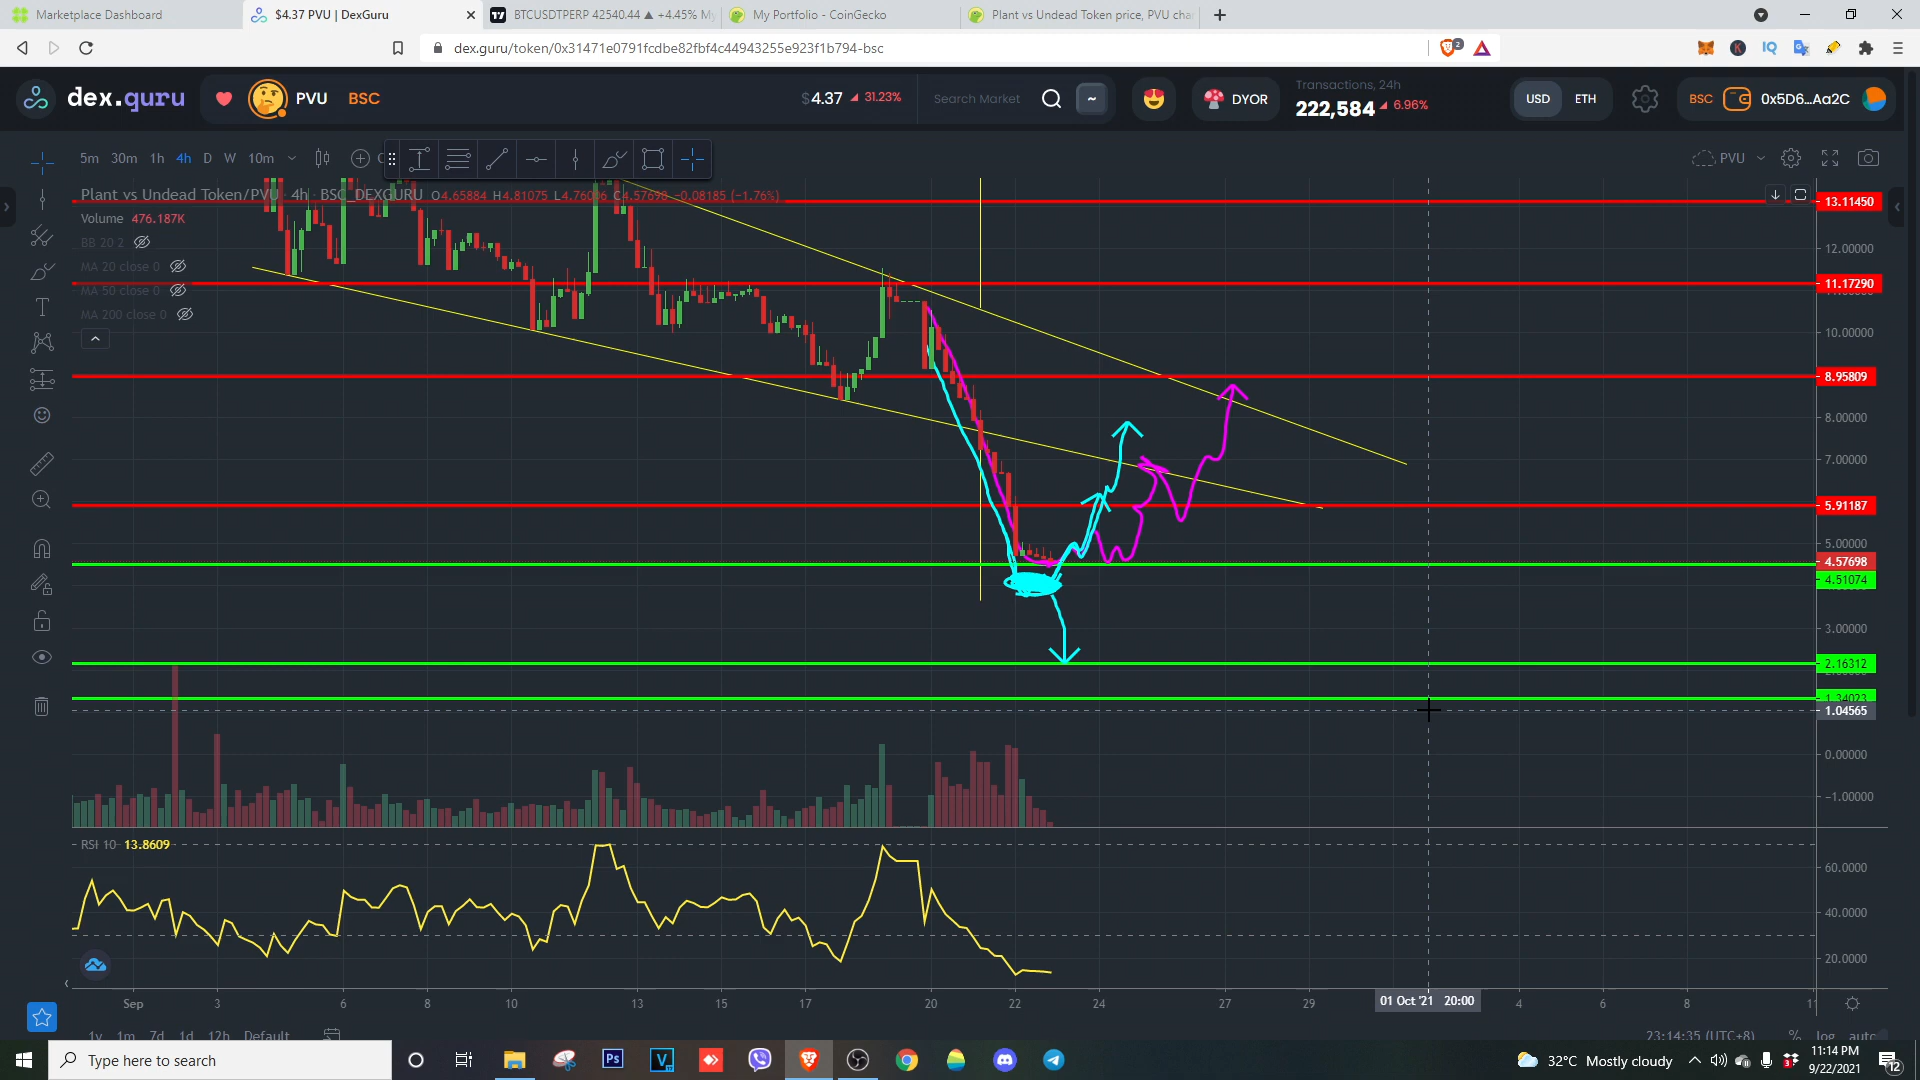 Marketplace Dashboard
$4.37 PVU | DexGuru
BTCUSDTPERP 42540.44 ▲ +4.45% My
My Portfolio - CoinGecko
Plant vs Undead Token price, PVU char
dex.guru/token/0x31471e0791fcdbe82fbf4c44943255e923f1b794-bsc
2
IQ
dex.guru
PVU
BSC
$4.37
31.23%
Search Market
~
DYOR
Transactions, 24h
222,584 6.96%
USD
ETH
BSC
0x5D6...Aa2C
5m 30m 1h 4h D W 10m
PVU
Plant vs Undead Token/PVU 4h BSC_DEXGURU O4.65884 H4.81075 C4.57698 −0.08185 (−1.76%)
Volume 476.187K
BB 20 2
MA 20 close 0
MA 50 close 0
MA 200 close 0
13.11450
12.00000
11.17290
10.00000
8.95809
8.00000
7.00000
5.91187
5.00000
4.57698
4.51074
3.00000
2.16312
1.34023
1.04565
0.00000
−1.00000
RSI 10 13.8609
60.0000
40.0000
20.0000
Sep 3 6 8 10 13 15 17 20 22 24 27 29 01 Oct '21 20:00 4 6 8 11
1y 1m 7d 1d 12h Default
23:14:35 (UTC+8) % log auto
Type here to search
Ps
32°C Mostly cloudy
11:14 PM
9/22/2021
12